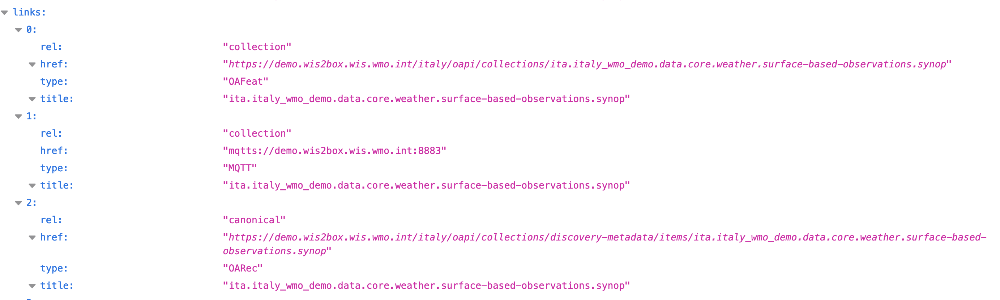 links:
0:
rel: "collection"
href: "https://demo.wis2box.wis.wmo.int/italy/oapi/collections/ita.italy_wmo_demo.data.core.weather.surface-based-observations.synop"
type: "OAFeat"
title: "ita.italy_wmo_demo.data.core.weather.surface-based-observations.synop"
1:
rel: "collection"
href: "mqtts://demo.wis2box.wis.wmo.int:8883"
type: "MQTT"
title: "ita.italy_wmo_demo.data.core.weather.surface-based-observations.synop"
2:
rel: "canonical"
href: "https://demo.wis2box.wis.wmo.int/italy/oapi/collections/discovery-metadata/items/ita.italy_wmo_demo.data.core.weather.surface-based-
observations.synop"
type: "OARec"
title: "ita.italy_wmo_demo.data.core.weather.surface-based-observations.synop"